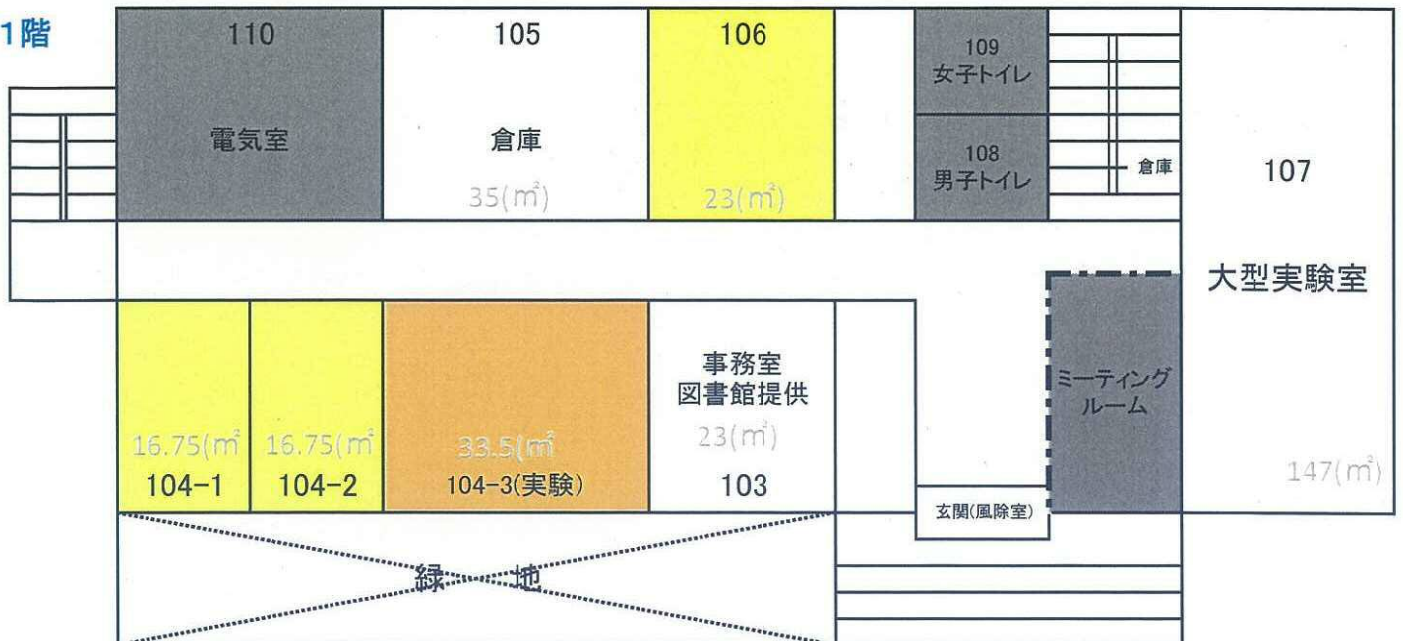 1階
110
電気室
105
倉庫
35(㎡)
106
23(㎡)
109
女子トイレ
108
男子トイレ
倉庫
107
大型実験室
147(㎡)
16.75(㎡
104-1
16.75(㎡
104-2
33.5(㎡
104-3(実験)
事務室
図書館提供
23(㎡)
103
ミーティング
ルーム
玄関(風除室)
緑 地